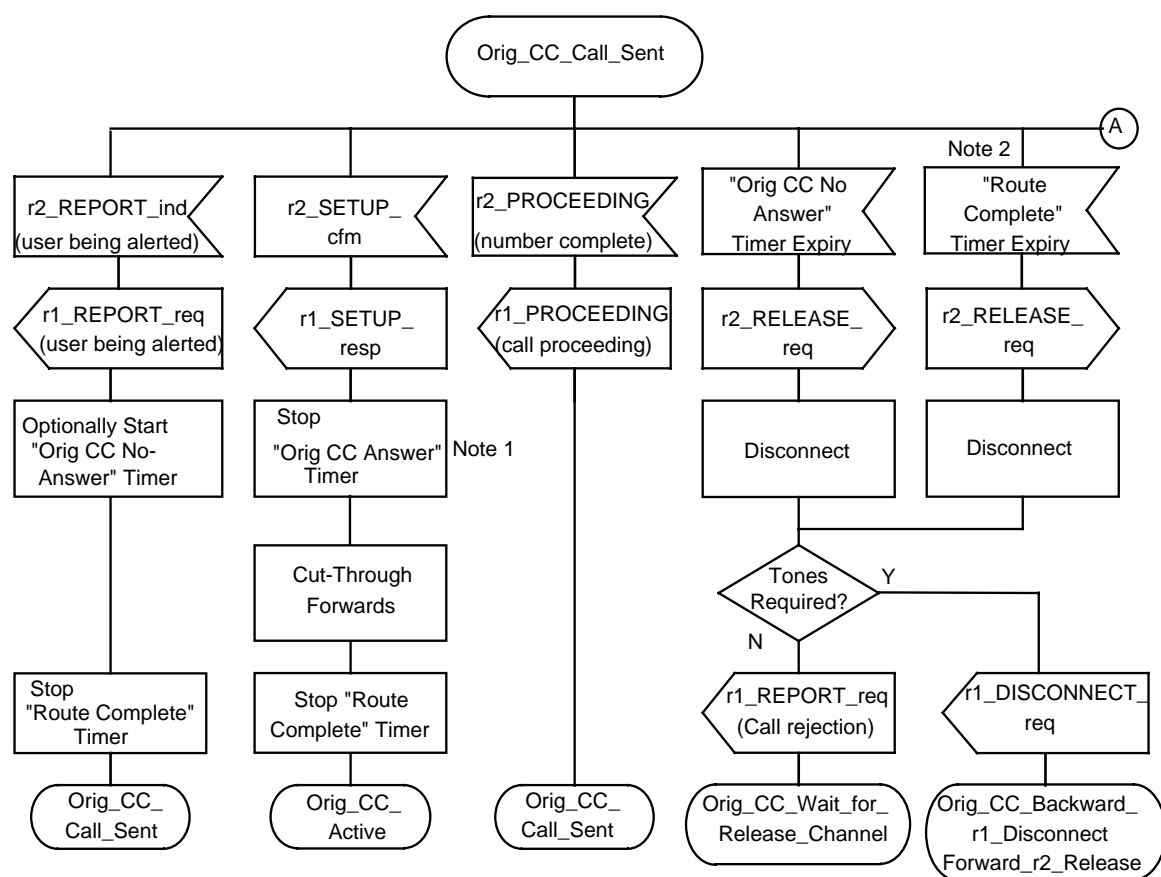 Orig_CC_Call_Sent
A
Note 2
r2_REPORT_ind
(user being alerted)
r2_SETUP_
cfm
r2_PROCEEDING
(number complete)
"Orig CC No
Answer"
Timer Expiry
"Route
Complete"
Timer Expiry
r1_REPORT_req
(user being alerted)
r1_SETUP_
resp
r1_PROCEEDING
(call proceeding)
r2_RELEASE_
req
r2_RELEASE_
req
Optionally Start
"Orig CC No-
Answer" Timer
Stop
"Orig CC Answer"
Timer
Note 1
Disconnect
Disconnect
Cut-Through
Forwards
Tones
Required?
Y
N
Stop
"Route Complete"
Timer
Stop "Route
Complete" Timer
r1_REPORT_req
(Call rejection)
r1_DISCONNECT_
req
Orig_CC_
Call_Sent
Orig_CC_
Active
Orig_CC_
Call_Sent
Orig_CC_Wait_for_
Release_Channel
Orig_CC_Backward_
r1_Disconnect
Forward_r2_Release